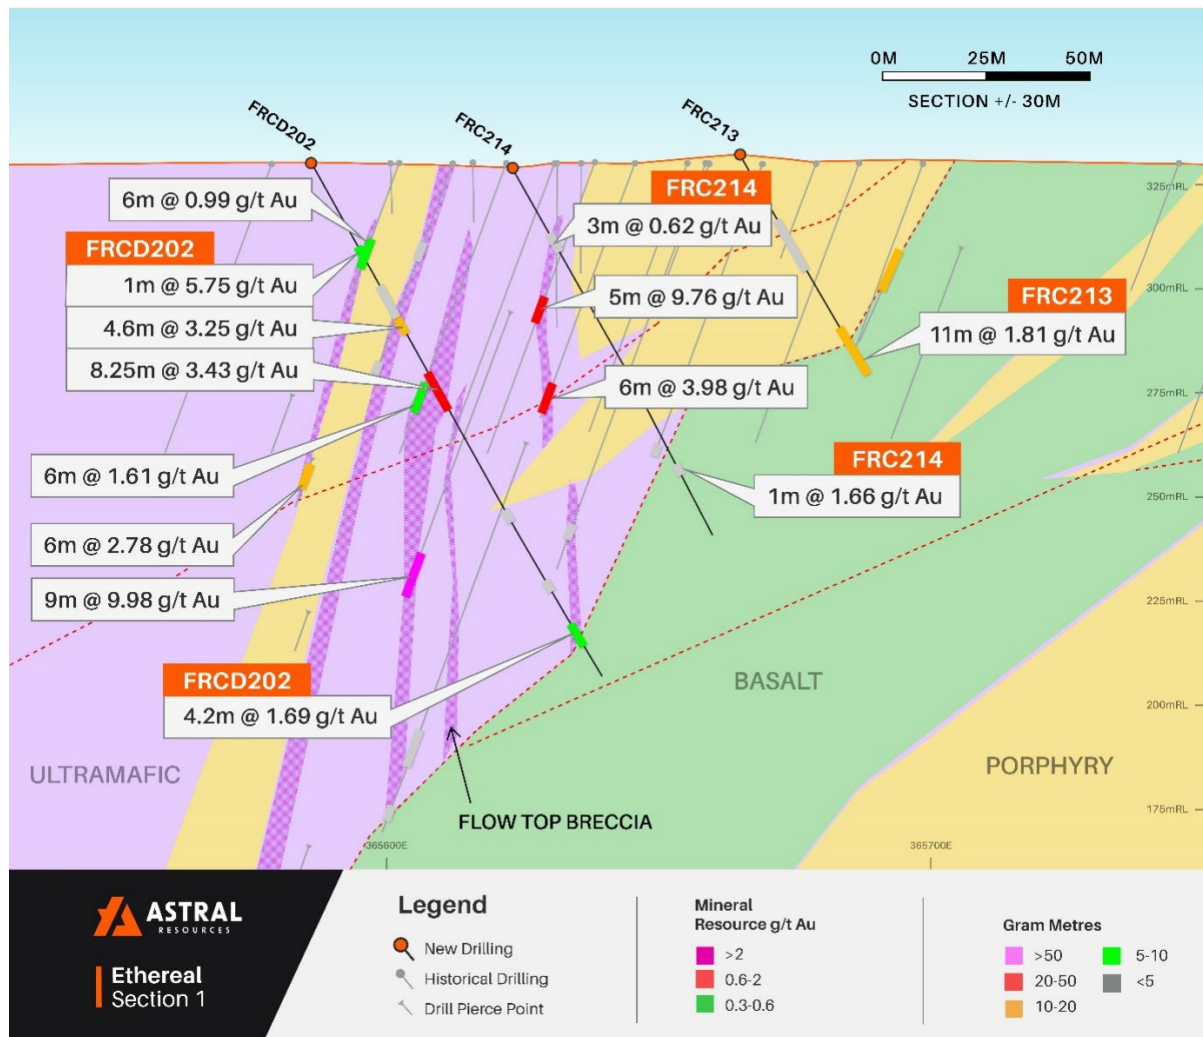 0M 25M 50M
SECTION +/- 30M
FRCD202
FRC214
FRC213
6m @ 0.99 g/t Au
FRCD202
1m @ 5.75 g/t Au
4.6m @ 3.25 g/t Au
8.25m @ 3.43 g/t Au
6m @ 1.61 g/t Au
6m @ 2.78 g/t Au
9m @ 9.98 g/t Au
FRCD202
4.2m @ 1.69 g/t Au
FRC214
3m @ 0.62 g/t Au
5m @ 9.76 g/t Au
6m @ 3.98 g/t Au
FRC213
11m @ 1.81 g/t Au
FRC214
1m @ 1.66 g/t Au
325mRL
300mRL
275mRL
250mRL
225mRL
200mRL
175mRL
ULTRAMAFIC
BASALT
PORPHYRY
FLOW TOP BRECCIA
365600E
365700E
ASTRAL
RESOURCES
Ethereal
Section 1
Legend
New Drilling
Historical Drilling
Drill Pierce Point
Mineral
Resource g/t Au
>2
0.6-2
0.3-0.6
Gram Metres
>50
20-50
10-20
5-10
<5